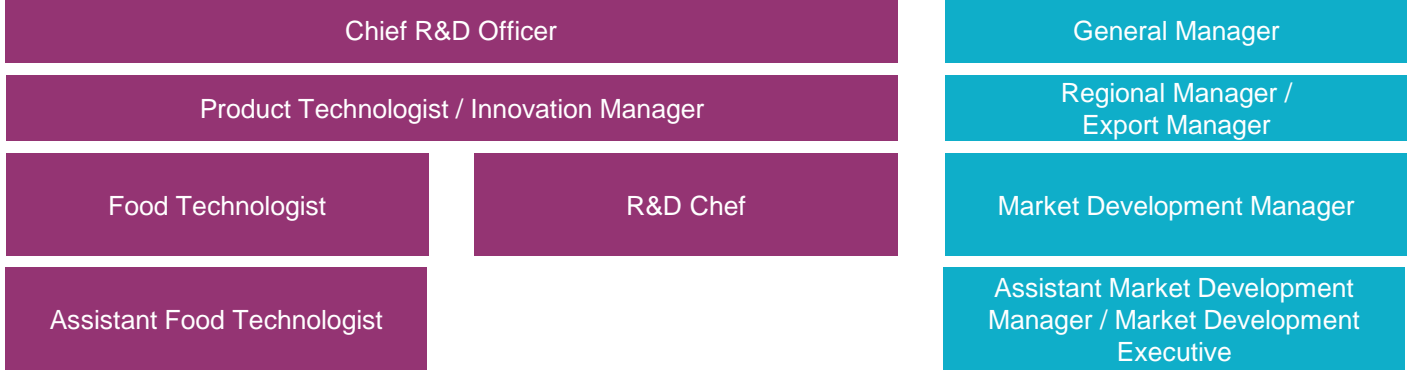 Chief R&D Officer
General Manager
Product Technologist / Innovation Manager
Regional Manager /
Export Manager
Food Technologist
R&D Chef
Market Development Manager
Assistant Food Technologist
Assistant Market Development
Manager / Market Development
Executive